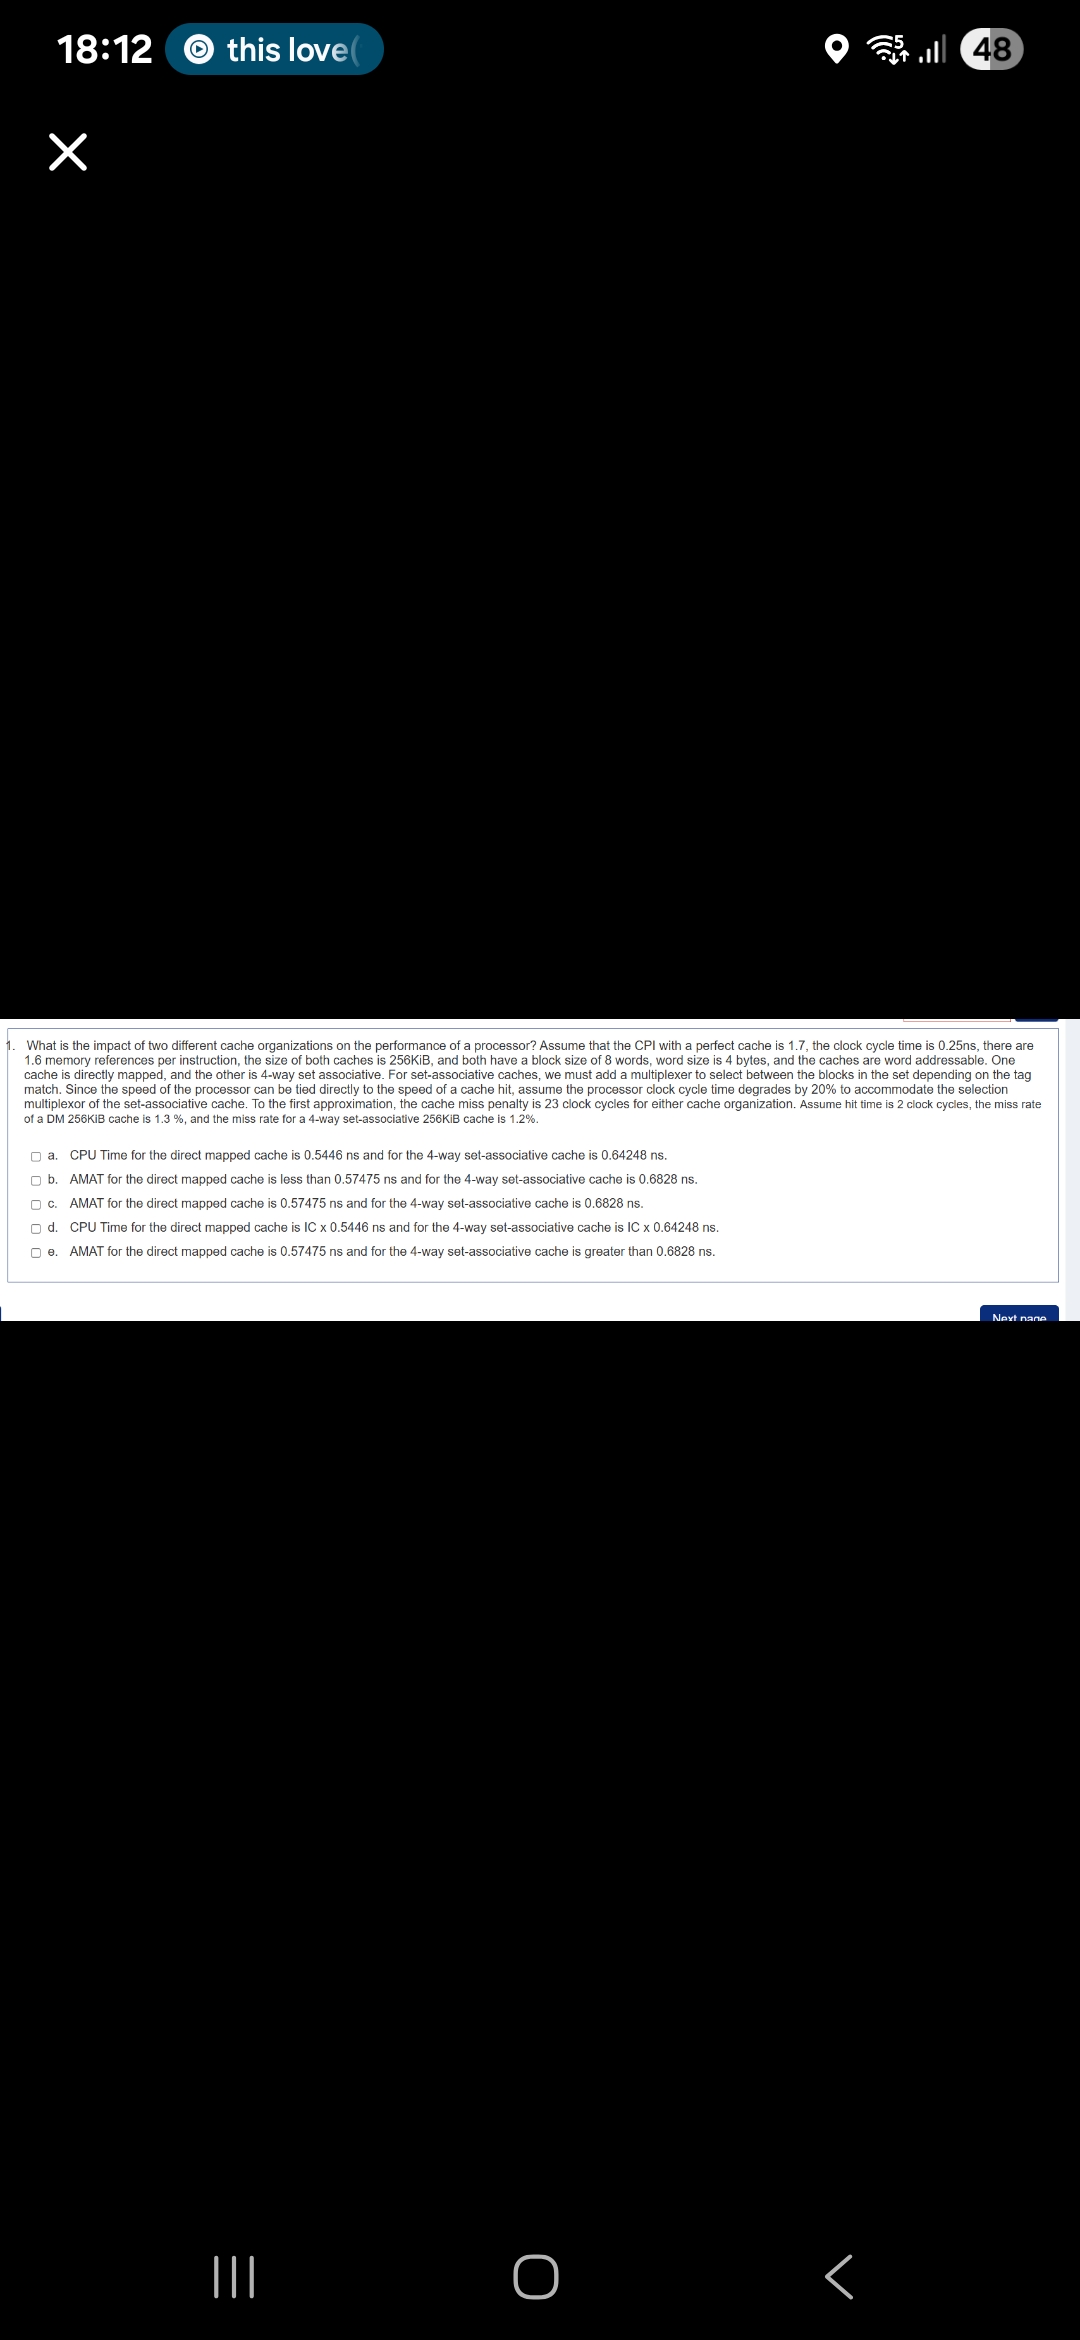 18:12
this love(
5
48
1. What is the impact of two different cache organizations on the performance of a processor? Assume that the CPI with a perfect cache is 1.7, the clock cycle time is 0.25ns, there are
1.6 memory references per instruction, the size of both caches is 256KiB, and both have a block size of 8 words, word size is 4 bytes, and the caches are word addressable. One
cache is directly mapped, and the other is 4-way set associative. For set-associative caches, we must add a multiplexer to select between the blocks in the set depending on the tag
match. Since the speed of the processor can be tied directly to the speed of a cache hit, assume the processor clock cycle time degrades by 20% to accommodate the selection
multiplexor of the set-associative cache. To the first approximation, the cache miss penalty is 23 clock cycles for either cache organization. Assume hit time is 2 clock cycles, the miss rate
of a DM 256KiB cache is 1.3 %, and the miss rate for a 4-way set-associative 256KiB cache is 1.2%.
a. CPU Time for the direct mapped cache is 0.5446 ns and for the 4-way set-associative cache is 0.64248 ns.
b. AMAT for the direct mapped cache is less than 0.57475 ns and for the 4-way set-associative cache is 0.6828 ns.
c. AMAT for the direct mapped cache is 0.57475 ns and for the 4-way set-associative cache is 0.6828 ns.
d. CPU Time for the direct mapped cache is IC x 0.5446 ns and for the 4-way set-associative cache is IC x 0.64248 ns.
e. AMAT for the direct mapped cache is 0.57475 ns and for the 4-way set-associative cache is greater than 0.6828 ns.
Next page